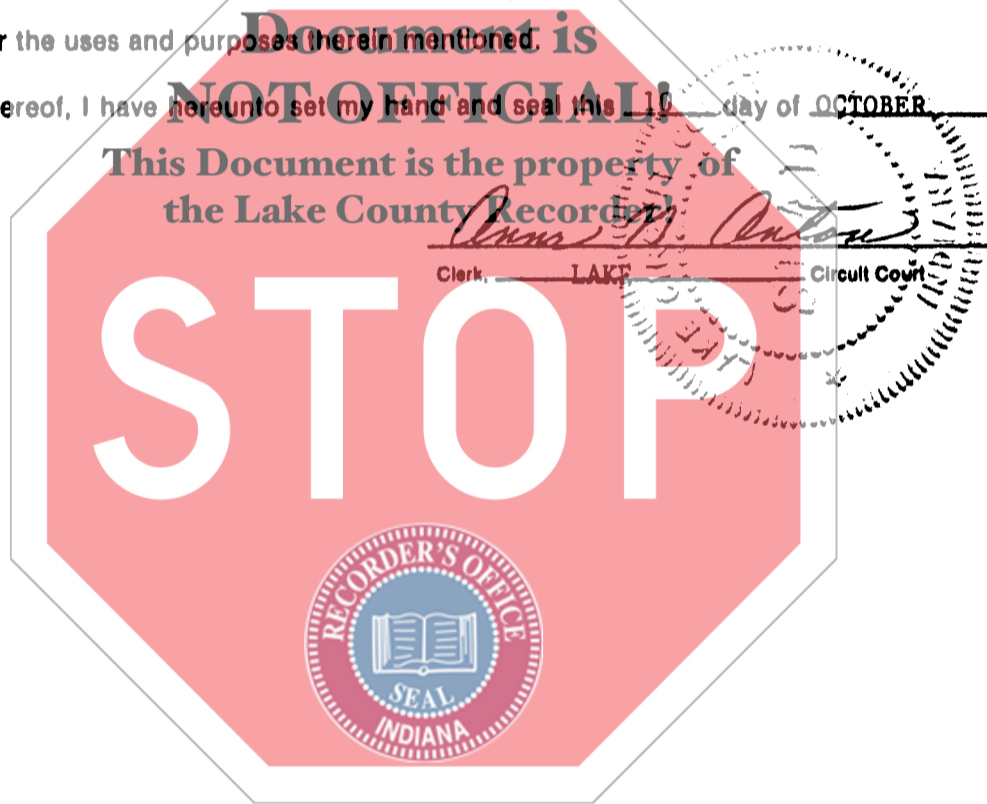 Document is
r the uses and purposes therein mentioned.
NOT OFFICIAL!
ereof, I have hereunto set my hand and seal this 10 day of OCTOBER
This Document is the property of
the Lake County Recorder!
Clerk, LAKE Circuit Court
STOP
RECORDER'S OFFICE
SEAL
INDIANA